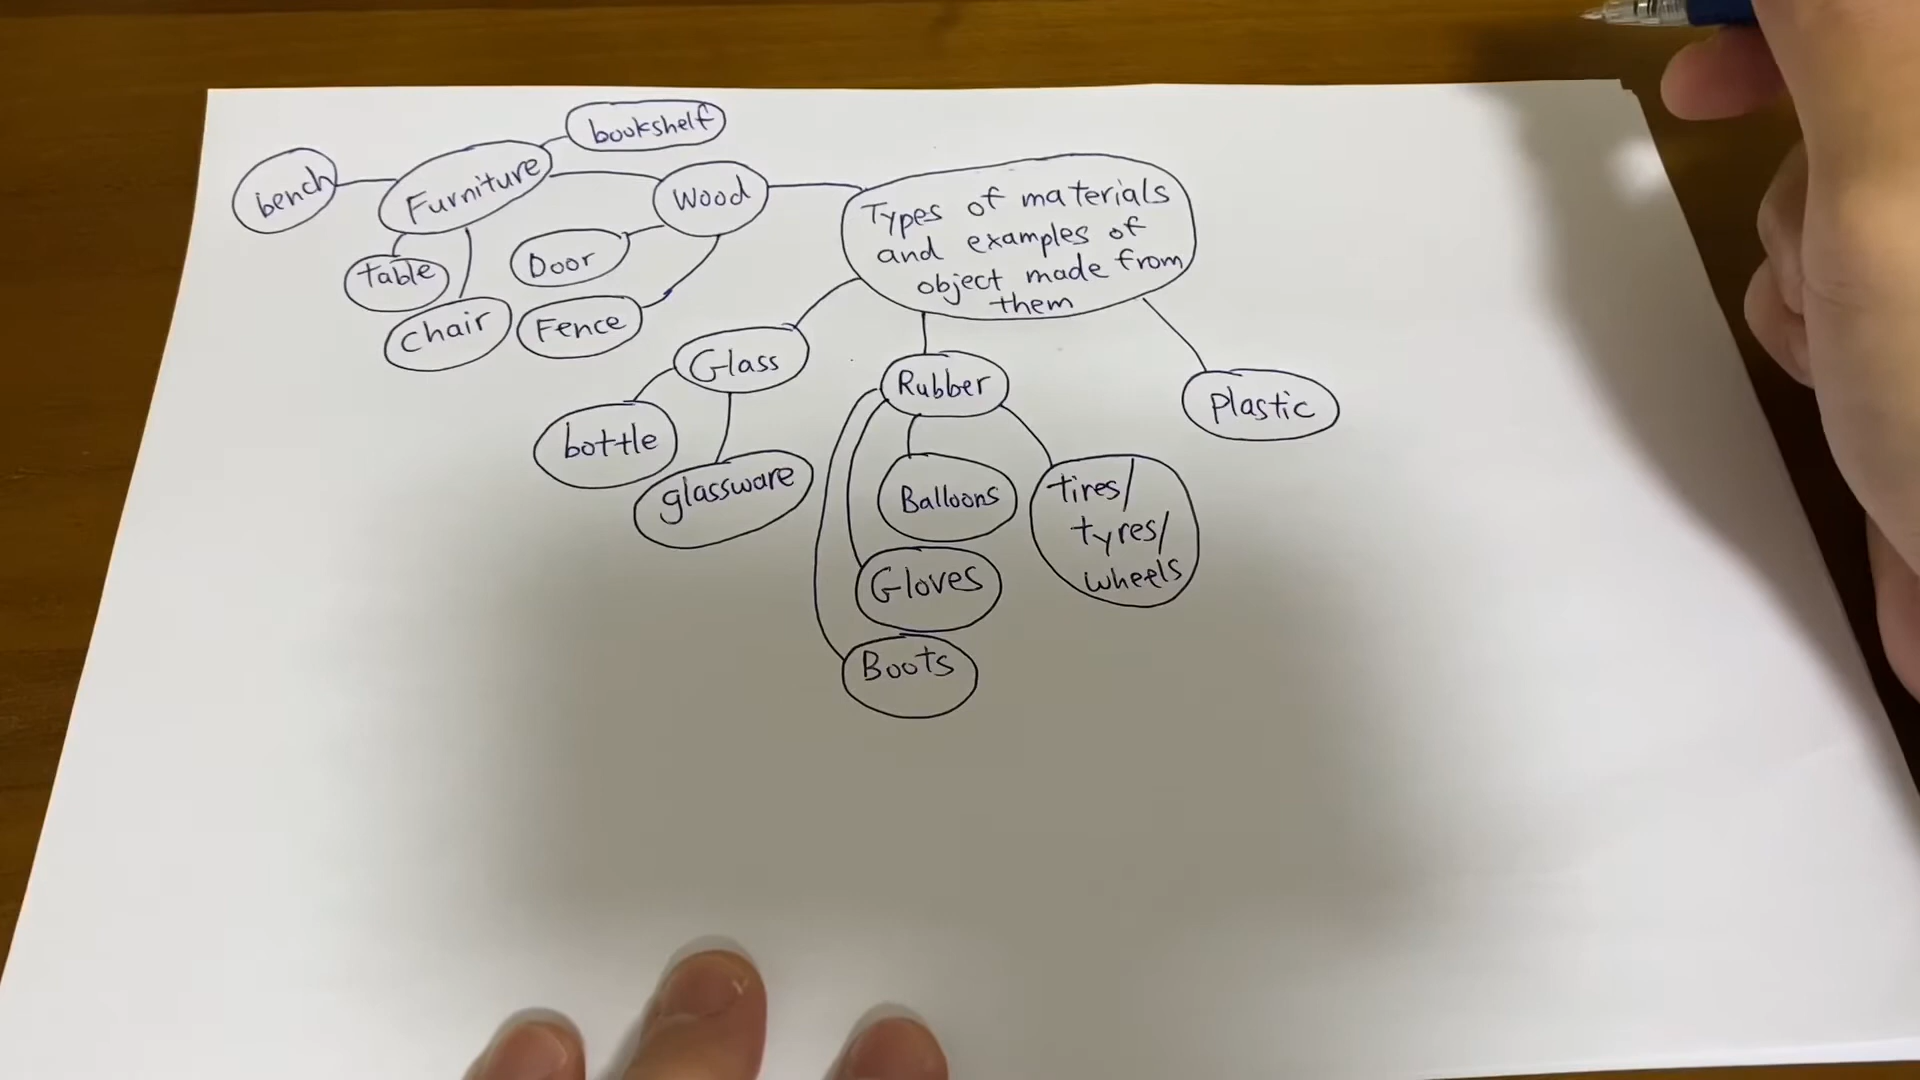 bookshelf
bench
Furniture
Wood
table
chair
Door
Fence
Types of materials
and examples of
object made from
them
Glass
bottle
glassware
Rubber
Balloons
Gloves
Boots
tires/
tyres/
wheels
Plastic